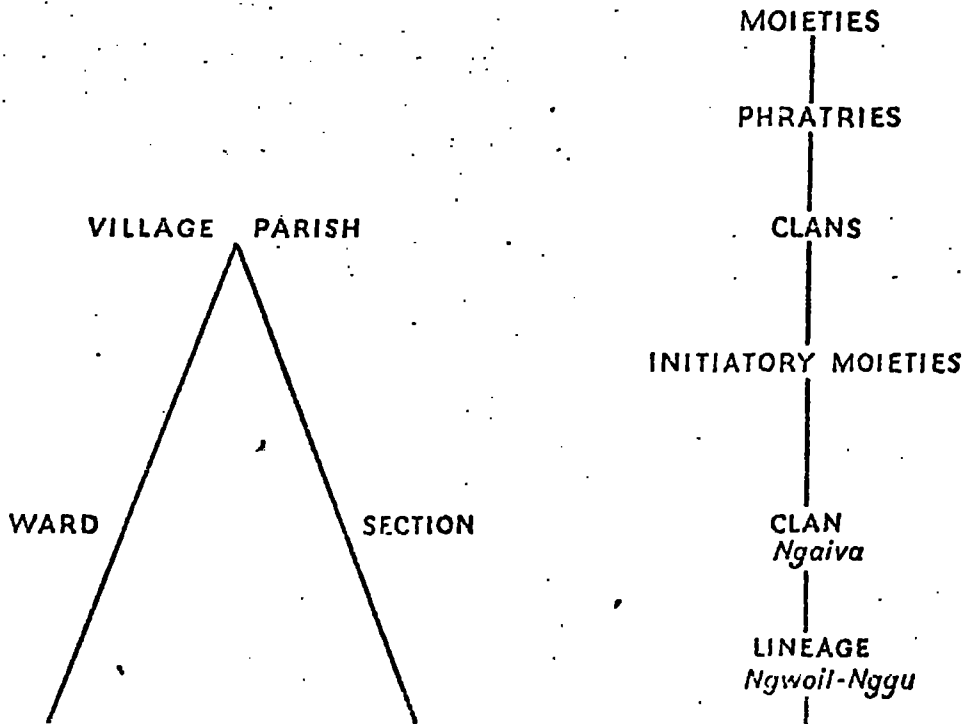 MOIETIES
PHRATRIES
VILLAGE PARISH
CLANS
INITIATORY MOIETIES
WARD
SECTION
CLAN
Ngaiva
LINEAGE
Ngwoil-Nggu